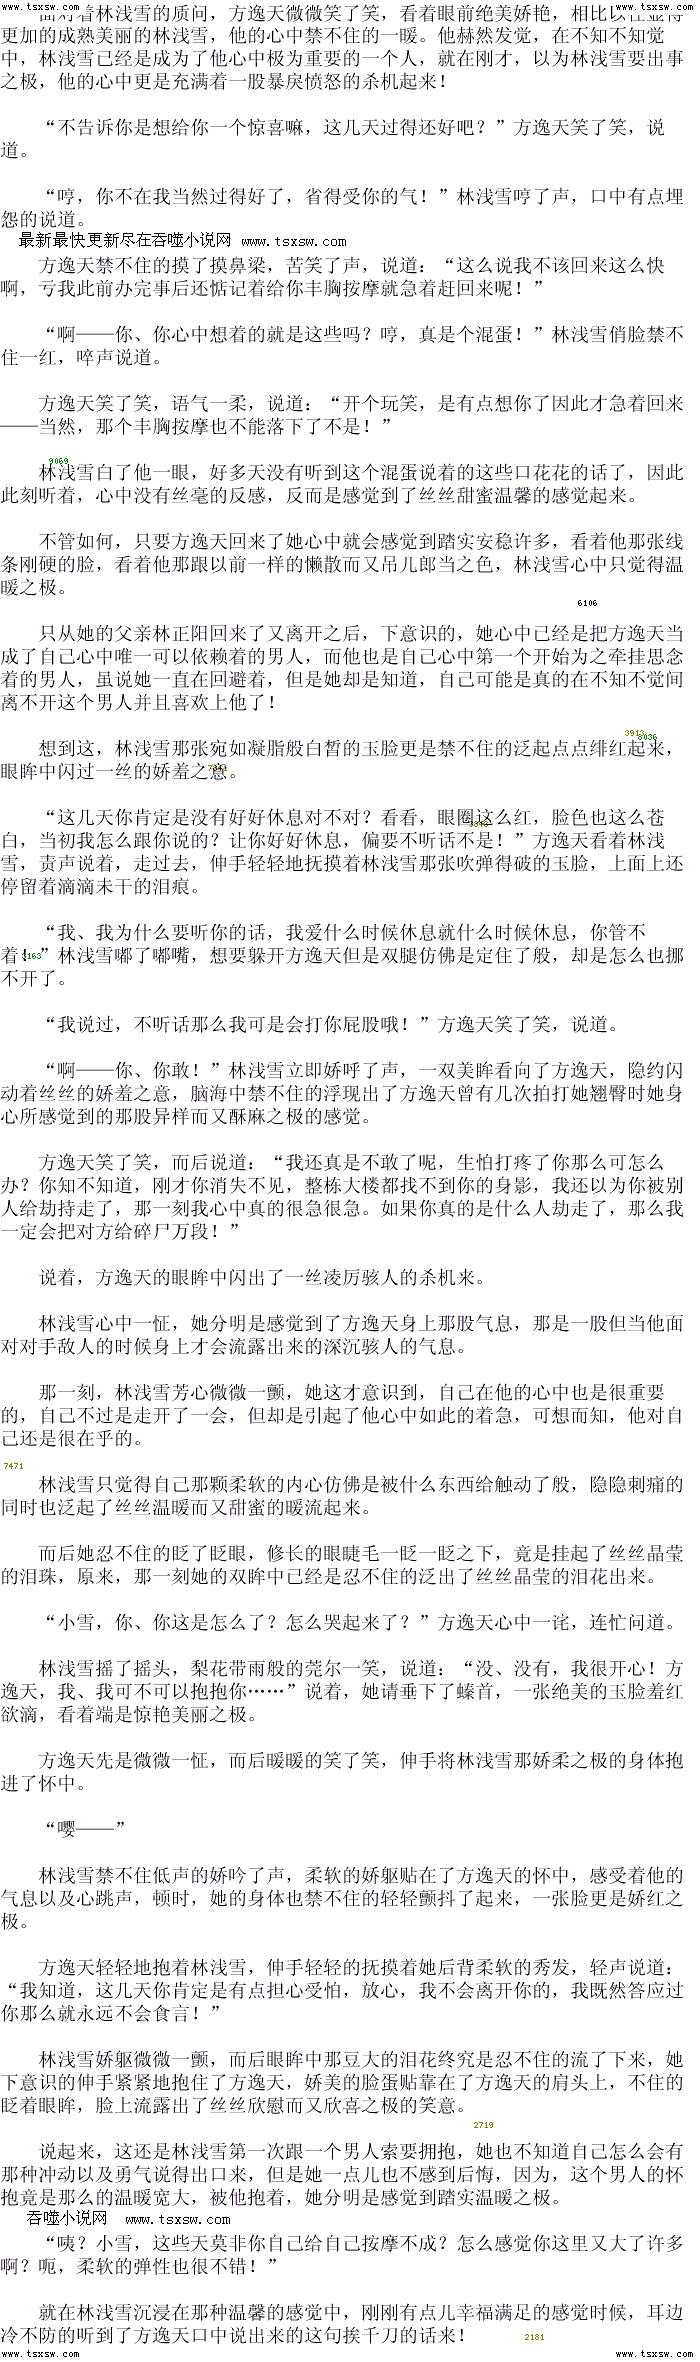 www.tsxsw.com www.tsxsw.com
面对着林浅雪的质问，方逸天微微笑了笑，看着眼前绝美娇艳，相比以往显得
更加的成熟美丽的林浅雪，他的心中禁不住的一暖。他赫然发觉，在不知不知觉
中，林浅雪已经是成为了他心中极为重要的一个人，就在刚才，以为林浅雪要出事
之极，他的心中更是充满着一股暴戾愤怒的杀机起来！
“不告诉你是想给你一个惊喜嘛，这几天过得还好吧？”方逸天笑了笑，说
道。
“哼，你不在我当然过得好了，省得受你的气！”林浅雪哼了声，口中有点埋
怨的说道。
最新最快更新尽在吞噬小说网 www.tsxsw.com
方逸天禁不住的摸了摸鼻梁，苦笑了声，说道：“这么说我不该回来这么快
啊，亏我此前办完事后还惦记着给你丰胸按摩就急着赶回来呢！”
“啊——你、你心中想着的就是这些吗？哼，真是个混蛋！”林浅雪俏脸禁不
住一红，啐声说道。
方逸天笑了笑，语气一柔，说道：“开个玩笑，是有点想你了因此才急着回来
——当然，那个丰胸按摩也不能落下了不是！”
9069
林浅雪白了他一眼，好多天没有听到这个混蛋说着的这些口花花的话了，因此
此刻听着，心中没有丝毫的反感，反而是感觉到了丝丝甜蜜温馨的感觉起来。
不管如何，只要方逸天回来了她心中就会感觉到踏实安稳许多，看着他那张线
条刚硬的脸，看着他那跟以前一样的懒散而又吊儿郎当之色，林浅雪心中只觉得温
暖之极。
6106
只从她的父亲林正阳回来了又离开之后，下意识的，她心中已经是把方逸天当
成了自己心中唯一可以依赖着的男人，而他也是自己心中第一个开始为之牵挂思念
着的男人，虽说她一直在回避着，但是她却是知道，自己可能是真的在不知不觉间
离不开这个男人并且喜欢上他了！
3913
8036
想到这，林浅雪那张宛如凝脂般白皙的玉脸更是禁不住的泛起点点绯红起来，
眼眸中闪过一丝的娇羞之意。
“这几天你肯定是没有好好休息对不对？看看，眼圈这么红，脸色也这么苍
白，当初我怎么跟你说的？让你好好休息，偏要不听话不是！”方逸天看着林浅
雪，责声说着，走过去，伸手轻轻地抚摸着林浅雪那张吹弹得破的玉脸，上面上还
停留着滴滴未干的泪痕。
“我、我为什么要听你的话，我爱什么时候休息就什么时候休息，你管不
着！”林浅雪嘟了嘟嘴，想要躲开方逸天但是双腿仿佛是定住了般，却是怎么也挪
不开了。
“我说过，不听话那么我可是会打你屁股哦！”方逸天笑了笑，说道。
“啊——你、你敢！”林浅雪立即娇呼了声，一双美眸看向了方逸天，隐约闪
动着丝丝的娇羞之意，脑海中禁不住的浮现出了方逸天曾有几次拍打她翘臀时她身
心所感觉到的那股异样而又酥麻之极的感觉。
方逸天笑了笑，而后说道：“我还真是不敢了呢，生怕打疼了你那么可怎么
办？你知不知道，刚才你消失不见，整栋大楼都找不到你的身影，我还以为你被别
人给劫持走了，那一刻我心中真的很急很急。如果你真的是什么人劫走了，那么我
一定会把对方给碎尸万段！”
说着，方逸天的眼眸中闪出了一丝凌厉骇人的杀机来。
林浅雪心中一怔，她分明是感觉到了方逸天身上那股气息，那是一股但当他面
对对手敌人的时候身上才会流露出来的深沉骇人的气息。
那一刻，林浅雪芳心微微一颤，她这才意识到，自己在他的心中也是很重要
的，自己不过是走开了一会，但却是引起了他心中如此的着急，可想而知，他对自
己还是很在乎的。
7471
林浅雪只觉得自己那颗柔软的内心仿佛是被什么东西给触动了般，隐隐刺痛的
同时也泛起了丝丝温暖而又甜蜜的暖流起来。
而后她忍不住的眨了眨眼，修长的眼睫毛一眨一眨之下，竟是挂起了丝丝晶莹
的泪珠，原来，那一刻她的双眸中已经是忍不住的泛出了丝丝晶莹的泪花出来。
“小雪，你、你这是怎么了？怎么哭起来了？”方逸天心中一诧，连忙问道。
林浅雪摇了摇头，梨花带雨般的莞尔一笑，说道：“没、没有，我很开心！方
逸天，我、我可不可以抱抱你……”说着，她请垂下了螓首，一张绝美的玉脸羞红
欲滴，看着端是惊艳美丽之极。
方逸天先是微微一怔，而后暖暖的笑了笑，伸手将林浅雪那娇柔之极的身体抱
进了怀中。
“嘤——”
林浅雪禁不住低声的娇吟了声，柔软的娇躯贴在了方逸天的怀中，感受着他的
气息以及心跳声，顿时，她的身体也禁不住的轻轻颤抖了起来，一张脸更是娇红之
极。
方逸天轻轻地抱着林浅雪，伸手轻轻的抚摸着她后背柔软的秀发，轻声说道：
“我知道，这几天你肯定是有点担心受怕，放心，我不会离开你的，我既然答应过
你那么就永远不会食言！”
林浅雪娇躯微微一颤，而后眼眸中那豆大的泪花终究是忍不住的流了下来，她
下意识的伸手紧紧地抱住了方逸天，娇美的脸蛋贴靠在了方逸天的肩头上，不住的
眨着眼眸，脸上流露出了丝丝欣慰而又欣喜之极的笑意。
2719
说起来，这还是林浅雪第一次跟一个男人索要拥抱，她也不知道自己怎么会有
那种冲动以及勇气说得出口来，但是她一点儿也不感到后悔，因为，这个男人的怀
抱竟是那么的温暖宽大，被他抱着，她分明是感觉到踏实温暖之极。
吞噬小说网 www.tsxsw.com
“咦？小雪，这些天莫非你自己给自己按摩不成？怎么感觉你这里又大了许多
啊？呃，柔软的弹性也很不错！”
就在林浅雪沉浸在那种温馨的感觉中，刚刚有点儿幸福满足的感觉时候，耳边
冷不防的听到了方逸天口中说出来的这句挨千刀的话来！
2181
www.tsxsw.com www.tsxsw.com